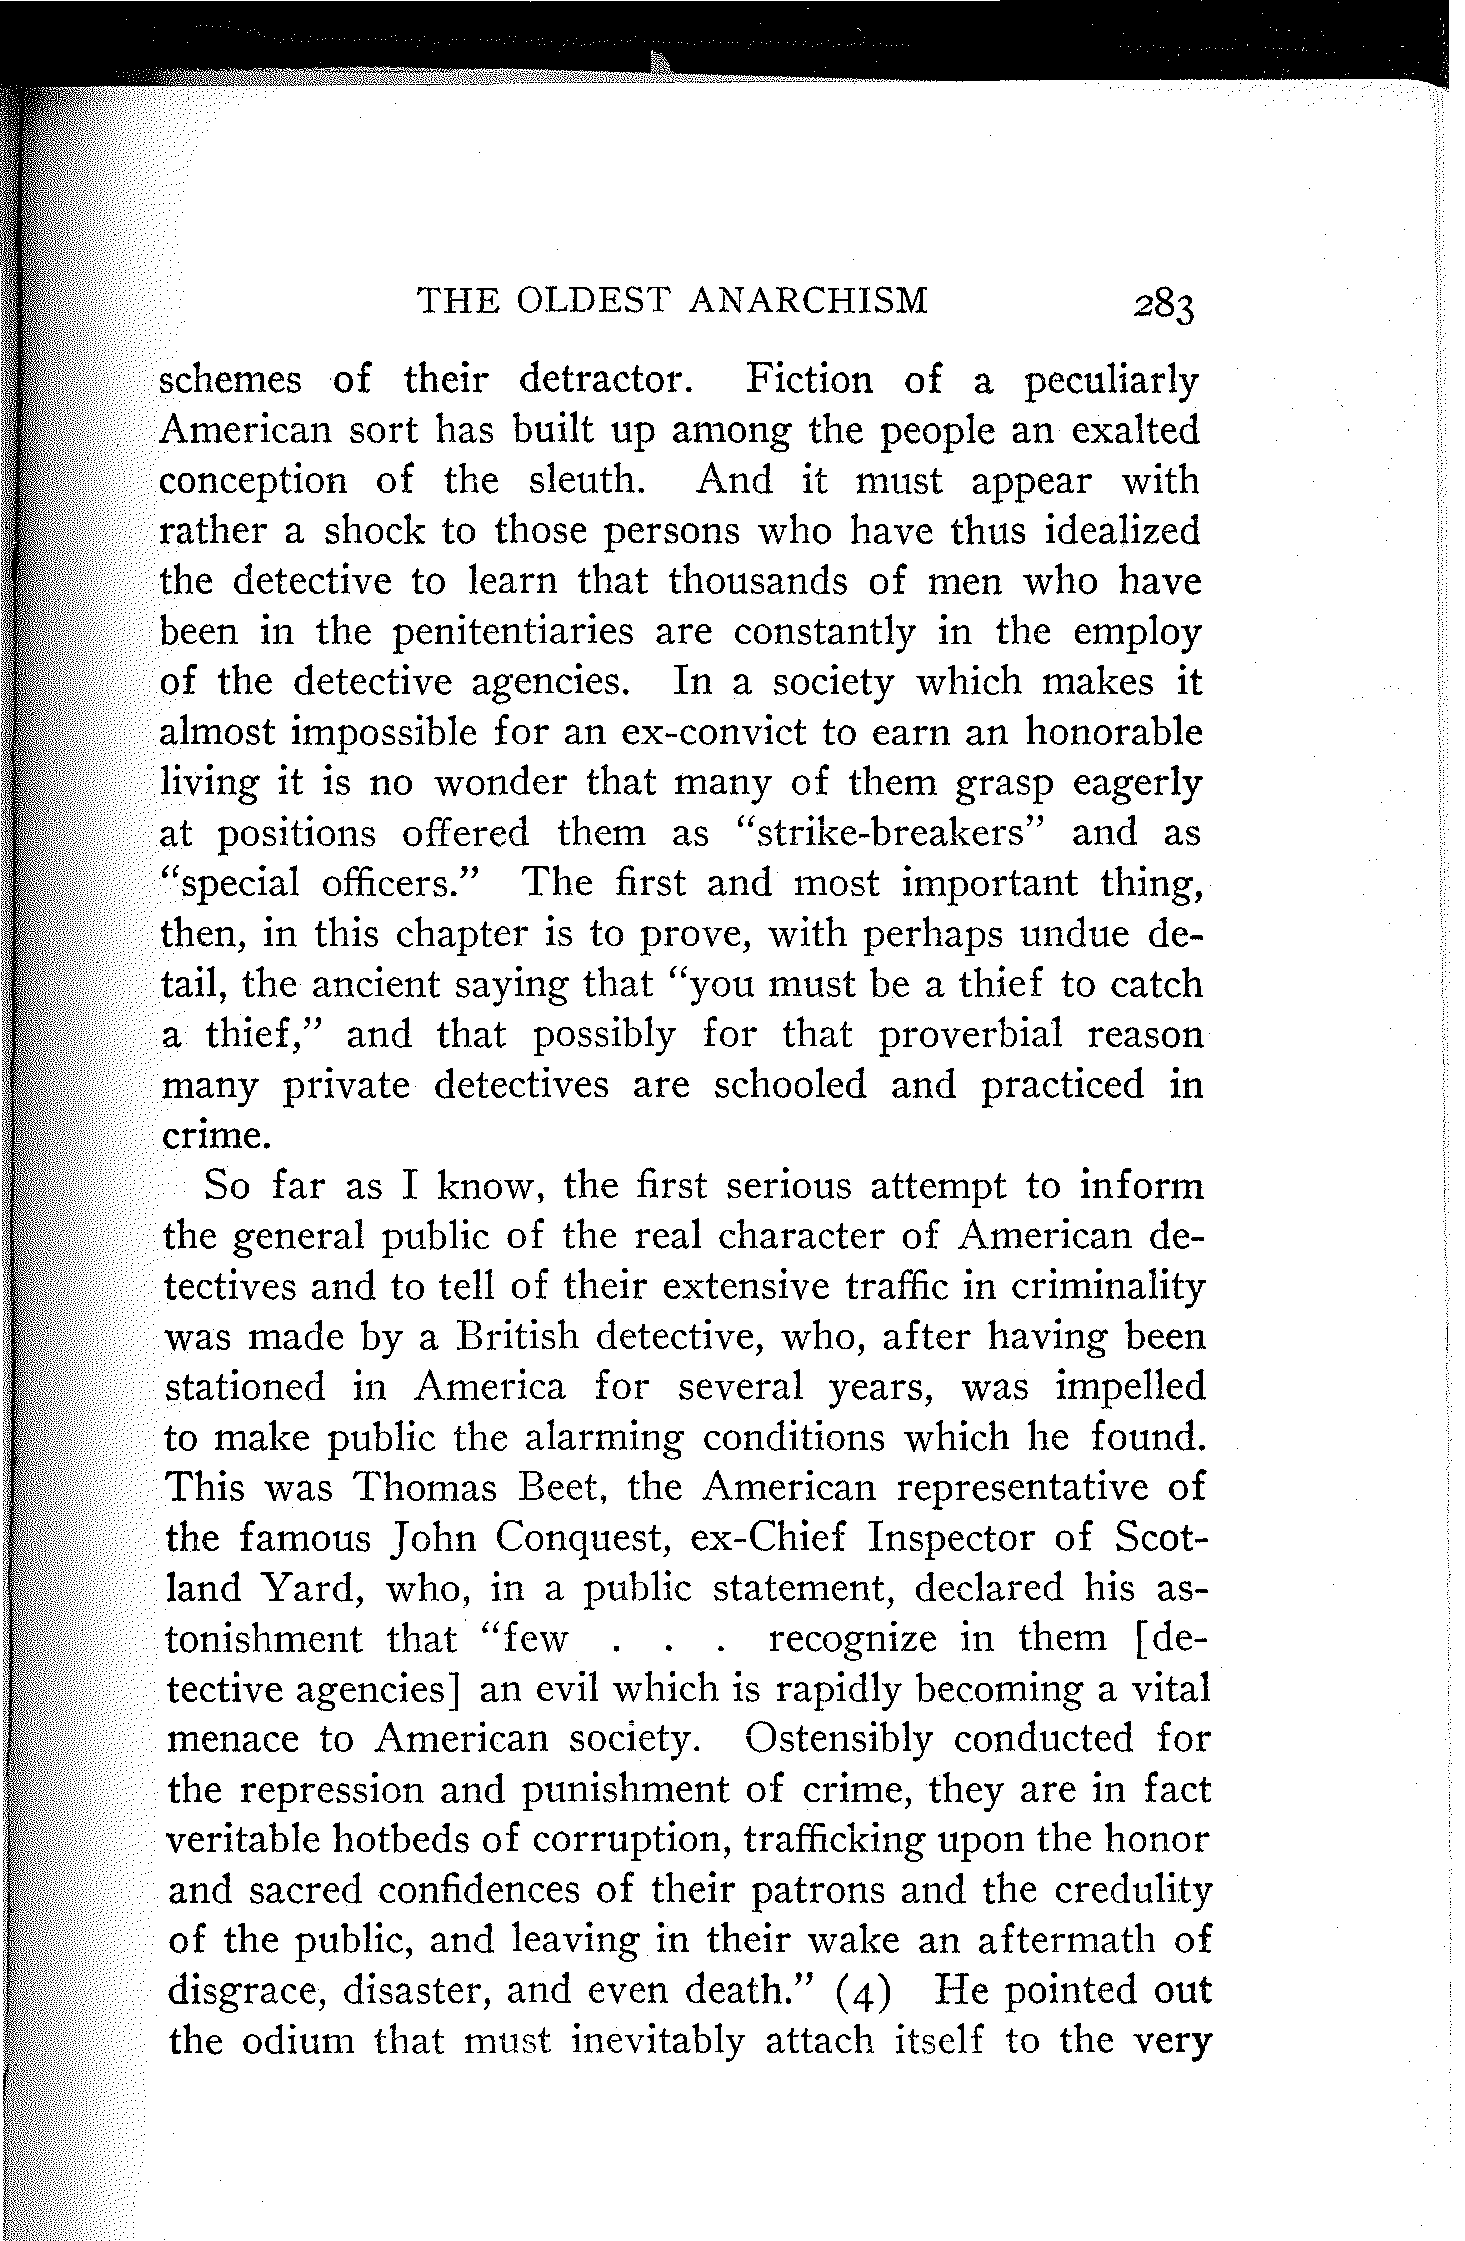 THE OLDEST ANARCHISM 283
schemes of their detractor. Fiction of a peculiarly
American sort has built up among the people an exalted
conception of the sleuth. And it must appear with
rather a shock to those persons who have thus idealized
the detective to learn that thousands of men who have
been in the penitentiaries are constantly in the employ
of the detective agencies. In a society which makes it
almost impossible for an ex-convict to earn an honorable
living it is no wonder that many of them grasp eagerly
at positions offered them as “strike-breakers” and as
“special officers.” The first and most important thing,
then, in this chapter is to prove, with perhaps undue de-
tail, the ancient saying that “you must be a thief to catch
a thief,” and that possibly for that proverbial reason
many private detectives are schooled and practiced in
crime.
So far as I know, the first serious attempt to inform
the general public of the real character of American de-
tectives and to tell of their extensive traffic in criminality
was made by a British detective, who, after having been
stationed in America for several years, was impelled
to make public the alarming conditions which he found.
This was Thomas Beet, the American representative of
the famous John Conquest, ex-Chief Inspector of Scot-
land Yard, who, in a public statement, declared his as-
tonishment that “few . . . recognize in them [de-
tective agencies] an evil which is rapidly becoming a vital
menace to American society. Ostensibly conducted for
the repression and punishment of crime, they are in fact
veritable hotbeds of corruption, trafficking upon the honor
and sacred confidences of their patrons and the credulity
of the public, and leaving in their wake an aftermath of
disgrace, disaster, and even death.” (4) He pointed out
the odium that must inevitably attach itself to the very